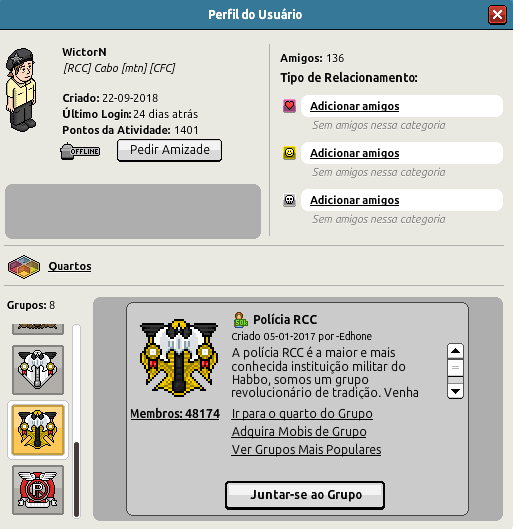 Perfil do Usuário
WictorN
[RCC] Cabo [mtn] [CFC]
Criado: 22-09-2018
Último Login: 24 dias atrás
Pontos da Atividade: 1401
OFFLINE
Pedir Amizade
Amigos: 136
Tipo de Relacionamento:
Adicionar amigos
Sem amigos nessa categoria
Adicionar amigos
Sem amigos nessa categoria
Adicionar amigos
Sem amigos nessa categoria
Quartos
Grupos: 8
Polícia RCC
Criado 05-01-2017 por -Edhone
A polícia RCC é a maior e mais
conhecida instituição militar do
Habbo, somos um grupo
revolucionário de tradição. Venha
Membros: 48174
Ir para o quarto do Grupo
Adquira Mobis de Grupo
Ver Grupos Mais Populares
Juntar-se ao Grupo